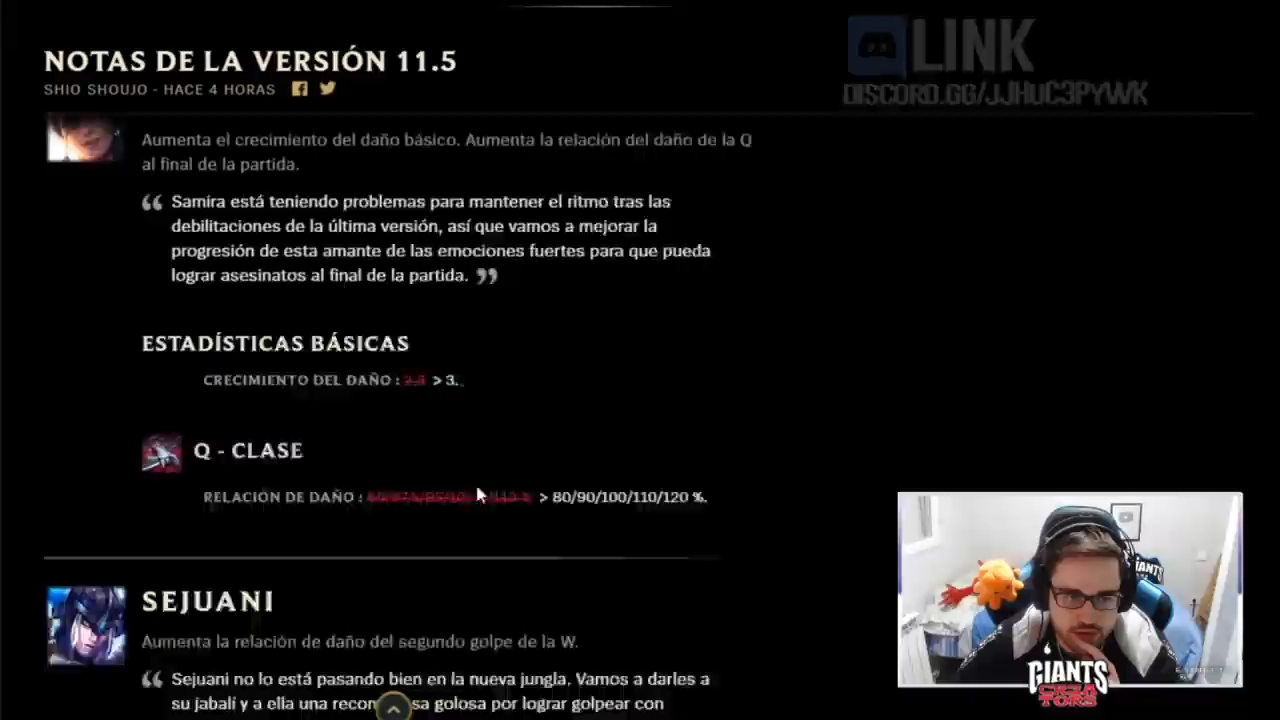 NOTAS DE LA VERSIÓN 11.5
SHIO SHOUJO - HACE 4 HORAS
LINK
DISCORD.GG/JJHUC3PYWK
Aumenta el crecimiento del daño básico. Aumenta la relación del daño de la Q
al final de la partida.
“ Samira está teniendo problemas para mantener el ritmo tras las
debilitaciones de la última versión, así que vamos a mejorar la
progresión de esta amante de las emociones fuertes para que pueda
lograr asesinatos al final de la partida. ”
ESTADÍSTICAS BÁSICAS
CRECIMIENTO DEL DAÑO : > 3.
Q - CLASE
RELACIÓN DE DAÑO : > 80/90/100/110/120 %.
SEJUANI
Aumenta la relación de daño del segundo golpe de la W.
“ Sejuani no lo está pasando bien en la nueva jungla. Vamos a darles a
su jabalí y a ella una golosa por lograr golpear con
GIANTS
GIANTS
CREATORS